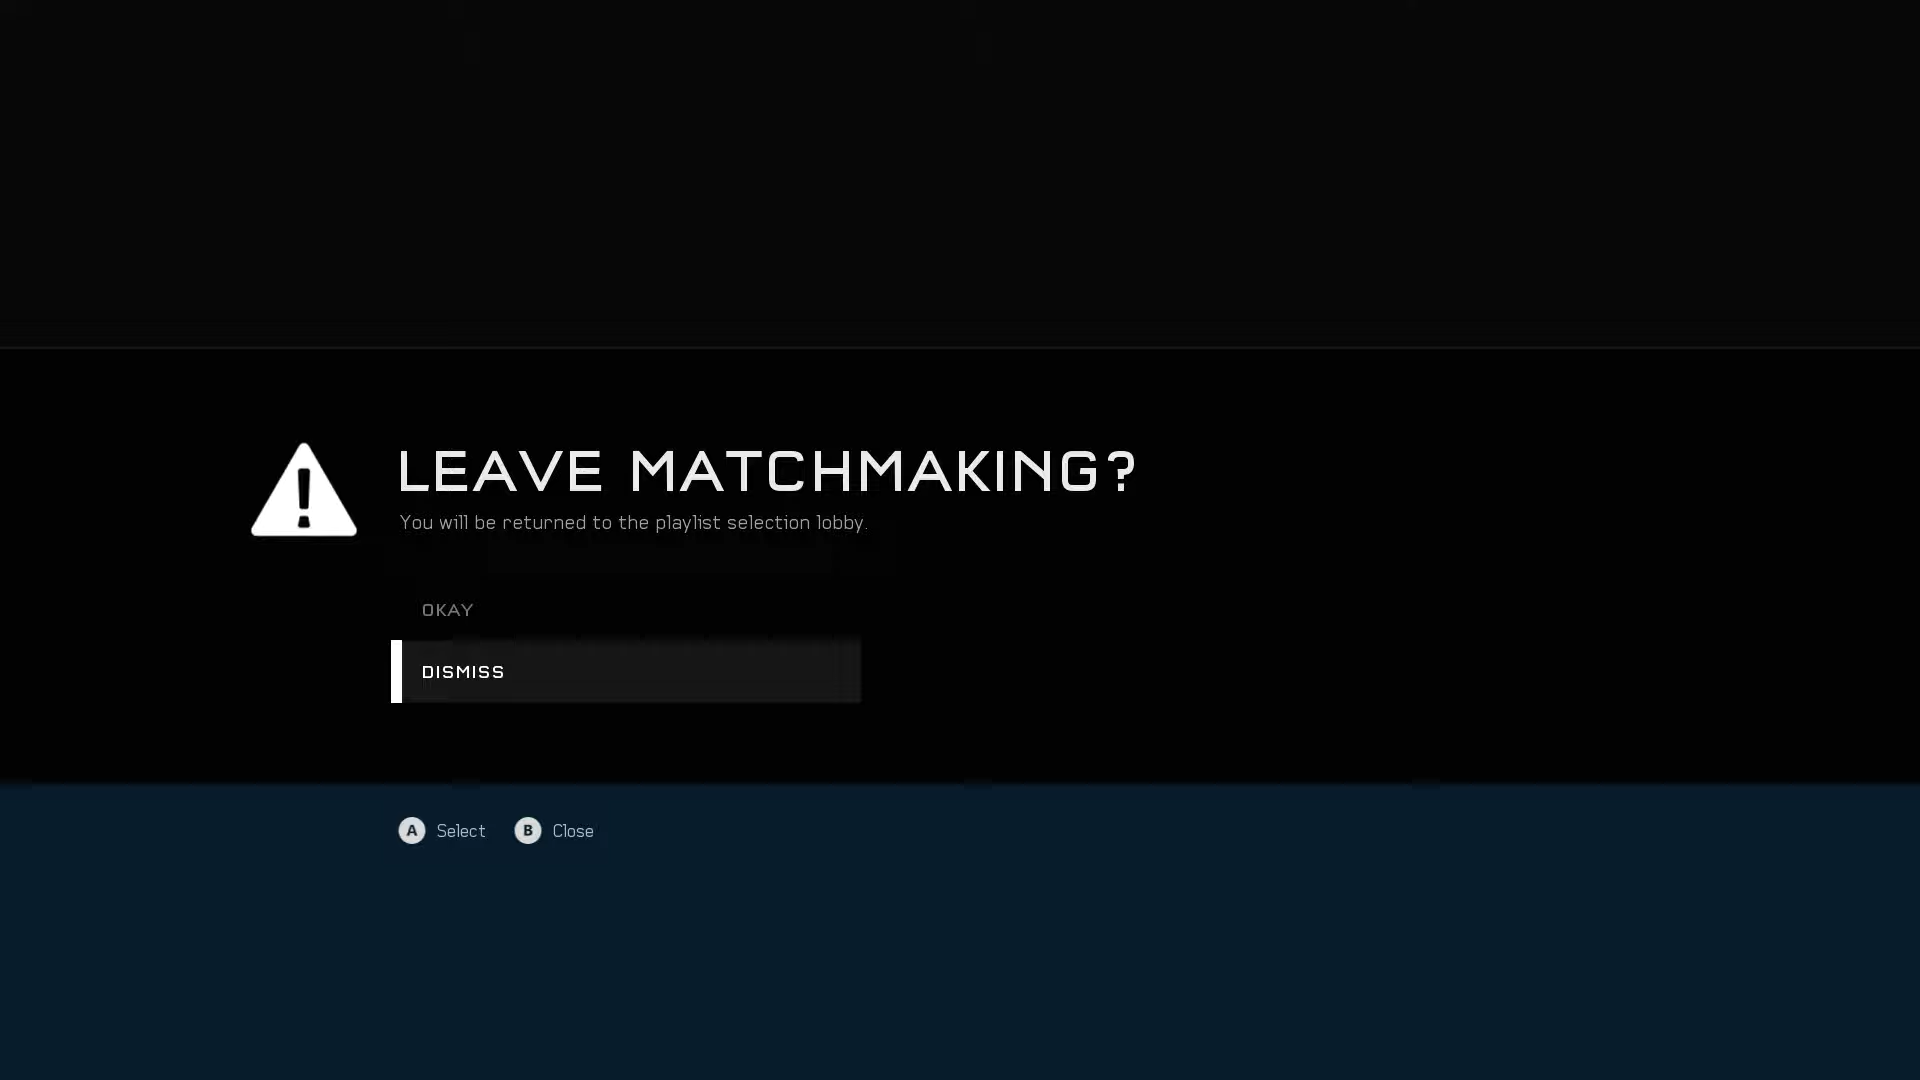 LEAVE MATCHMAKING?
You will be returned to the playlist selection lobby.
OKAY
DISMISS
A Select B Close